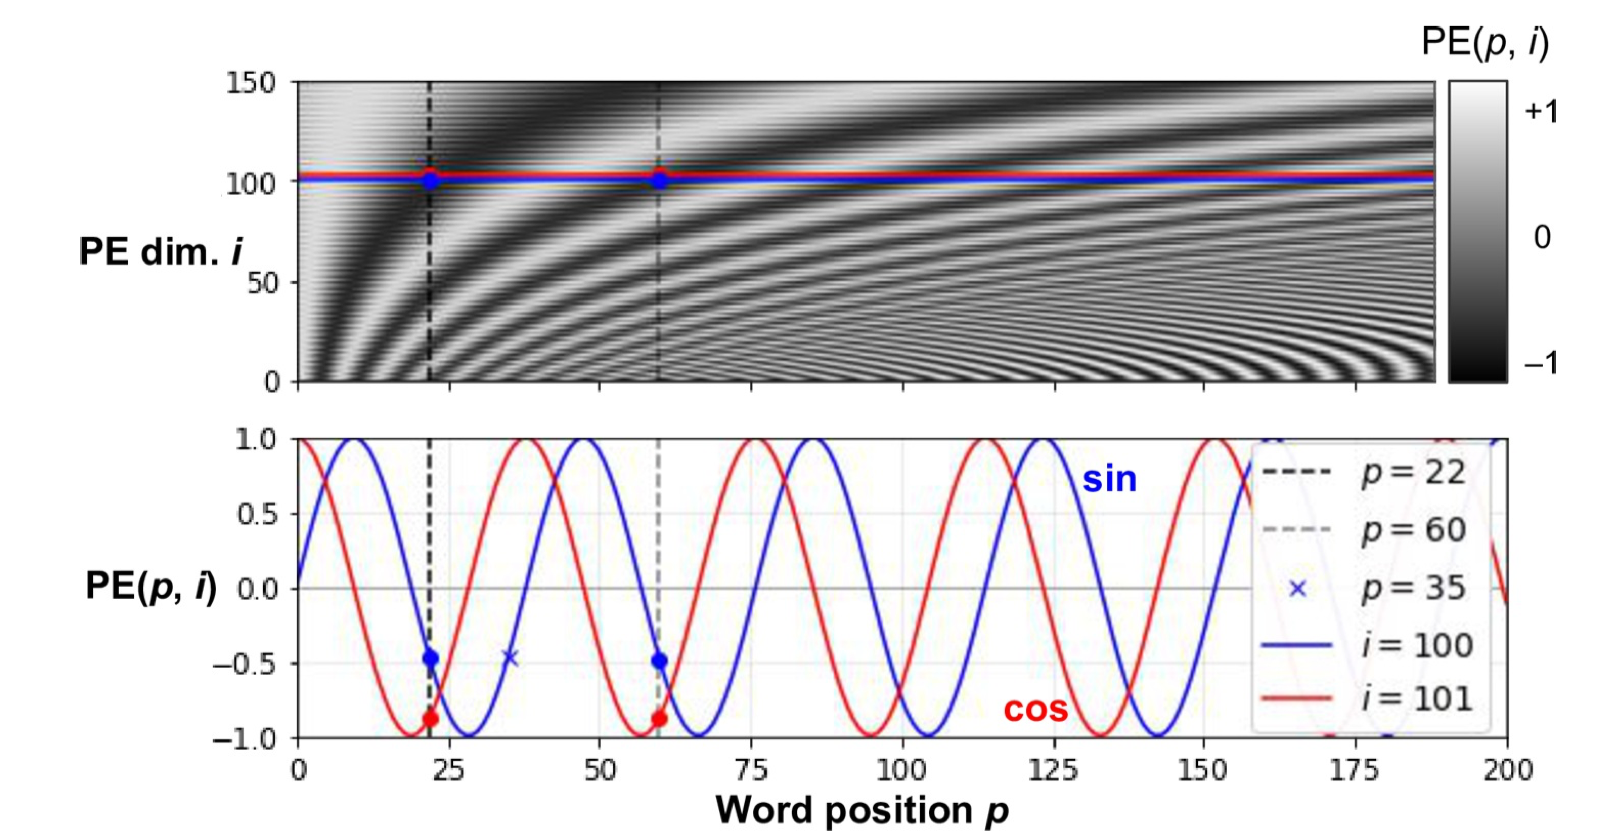 PE(p, i)
150
100
50
0
PE dim. i
+1
0
–1
1.0
0.5
0.0
−0.5
−1.0
PE(p, i)
sin
cos
p = 22
p = 60
p = 35
i = 100
i = 101
0 25 50 75 100 125 150 175 200
Word position p